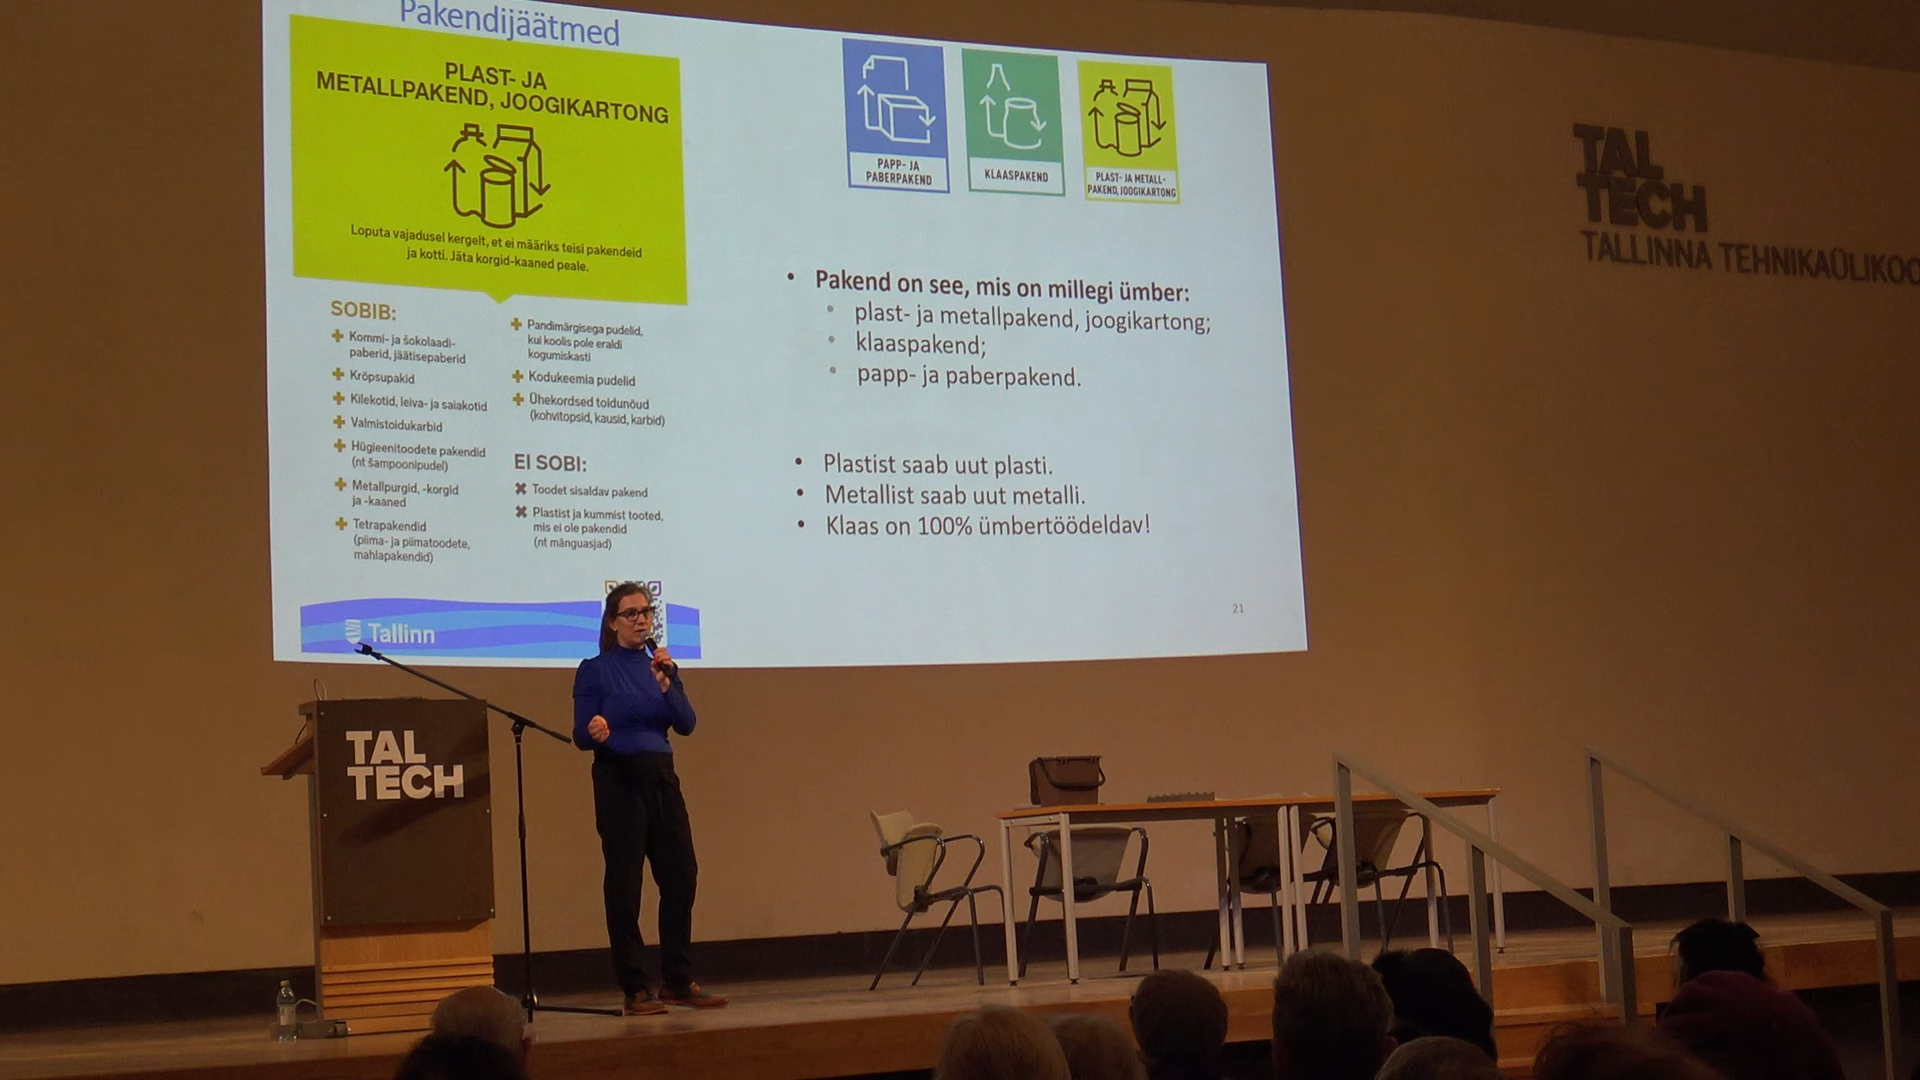 Pakendijäätmed
PLAST- JA
METALLPAKEND, JOOGIKARTONG
Loputa vajadusel kergelt, et ei määriks teisi pakendeid
ja kotti. Jäta korgid-kaaned peale.
SOBIB:
Kommi- ja šokolaadi-
paberid, jäätisepaberid
Krõpsupakid
Kilekotid, leiva- ja saiakotid
Valmistoidukarbid
Hügieenitoodete pakendid
(nt šampoonipudel)
Metallpurgid, -korgid
ja -kaaned
Tetrapakendid
(piima- ja piimatoodete,
mahlapakendid)
Pandimärgisega pudelid,
kui koolis pole eraldi
kogumiskasti
Kodukeemia pudelid
Ühekordsed toidunõud
(kohvitopsid, kausid, karbid)
EI SOBI:
Toodet sisaldav pakend
Plastist ja kummist tooted,
mis ei ole pakendid
(nt mänguasjad)
Tallinn
PAPP- JA
PABERPAKEND
KLAASPAKEND
PLAST- JA METALL-
PAKEND, JOOGIKARTONG
• Pakend on see, mis on millegi ümber:
• plast- ja metallpakend, joogikartong;
• klaaspakend;
• papp- ja paberpakend.
• Plastist saab uut plasti.
• Metallist saab uut metalli.
• Klaas on 100% ümbertöödeldav!
21
TAL
TECH
TALLINNA TEHNIKAÜLIKOO
TAL
TECH